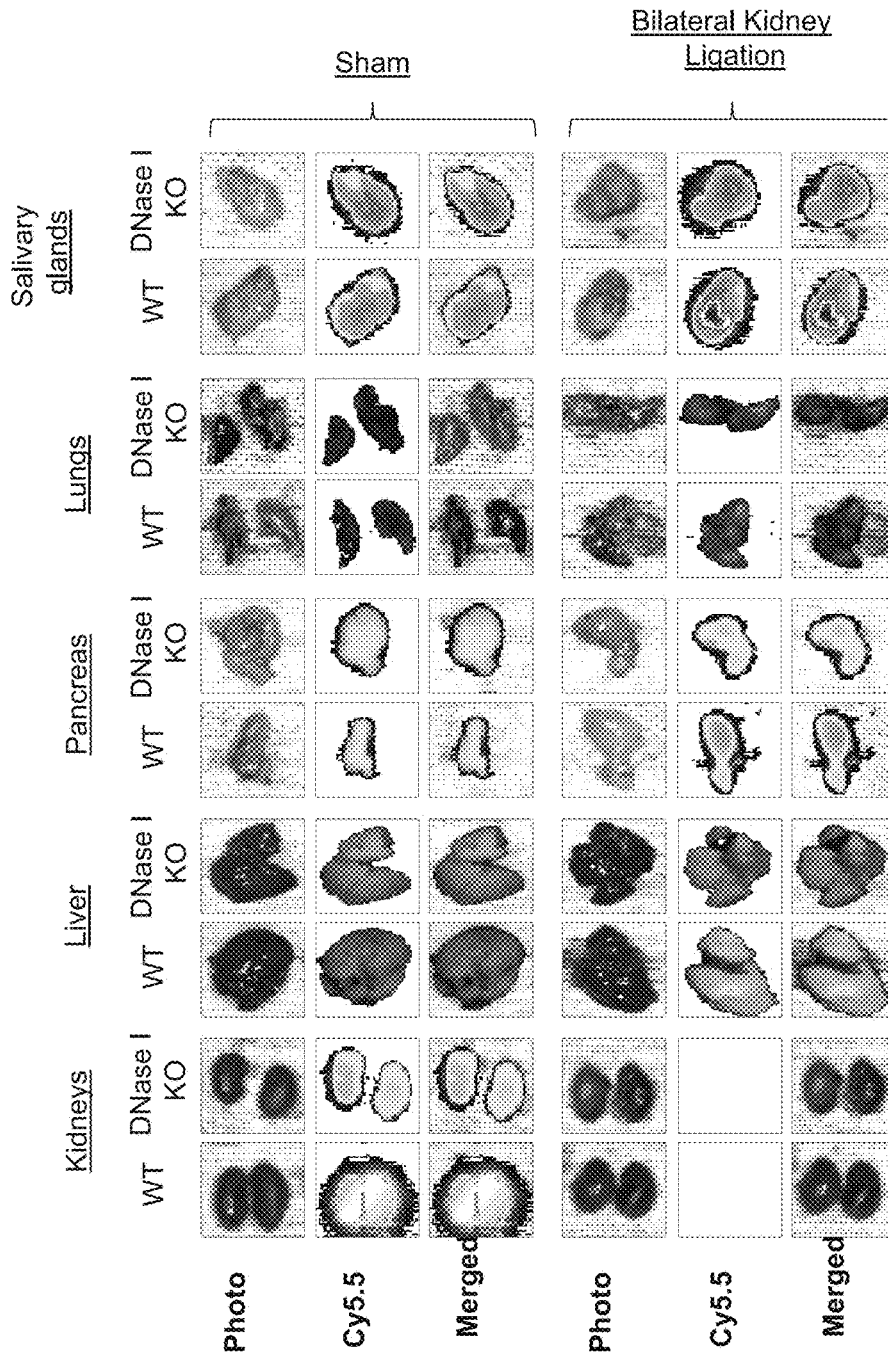 Kidneys
Liver
Pancreas
Lungs
Salivary
glands
WT
DNase I
KO
WT
DNase I
KO
WT
DNase I
KO
WT
DNase I
KO
WT
DNase I
KO
Photo
Cy5.5
Merged
Sham
Photo
Cy5.5
Merged
Bilateral Kidney
Ligation